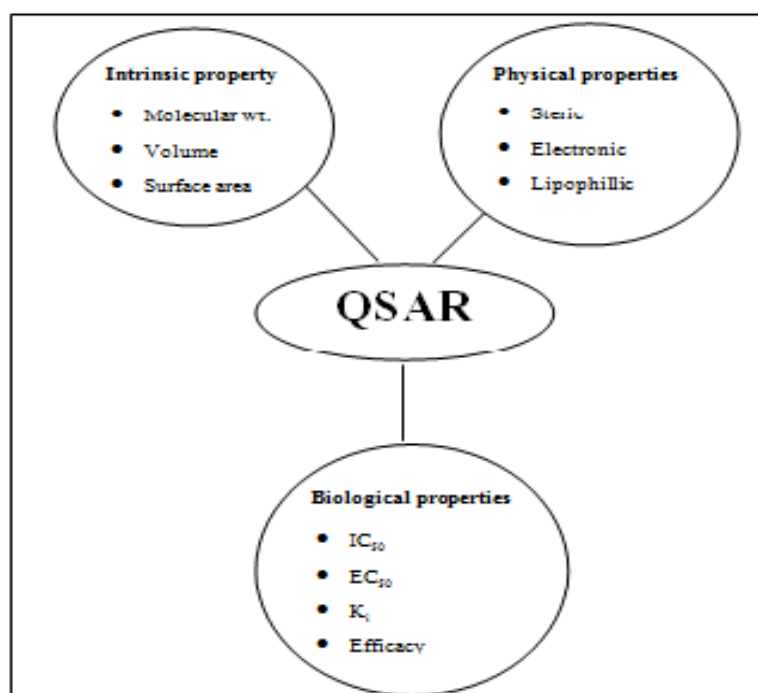 Intrinsic property
• Molecular wt.
• Volume
• Surface area
Physical properties
• Steric
• Electronic
• Lipophillic
QSAR
Biological properties
• IC₅₀
• EC₅₀
• Kᵢ
• Efficacy